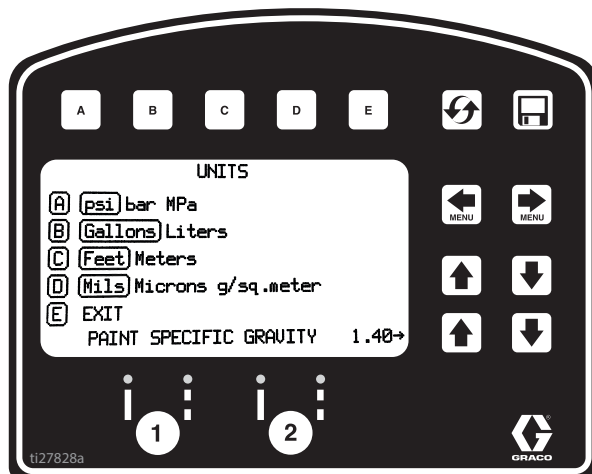 A B C D E
UNITS
A psi bar MPa
B Gallons Liters
C Feet Meters
D Mils Microns g/sq.meter
E EXIT
PAINT SPECIFIC GRAVITY 1.40→
MENU MENU
1 2
ti27828a
GRACO